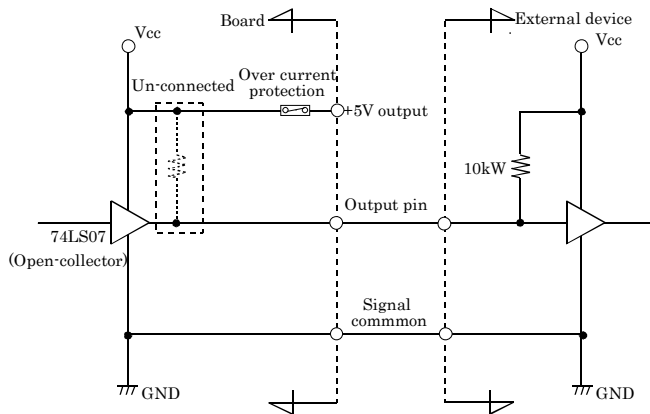 Board
External device
Vcc
Vcc
Un-connected
Over current
protection
+5V output
10kW
Output pin
74LS07
(Open-collector)
Signal
commmon
GND
GND